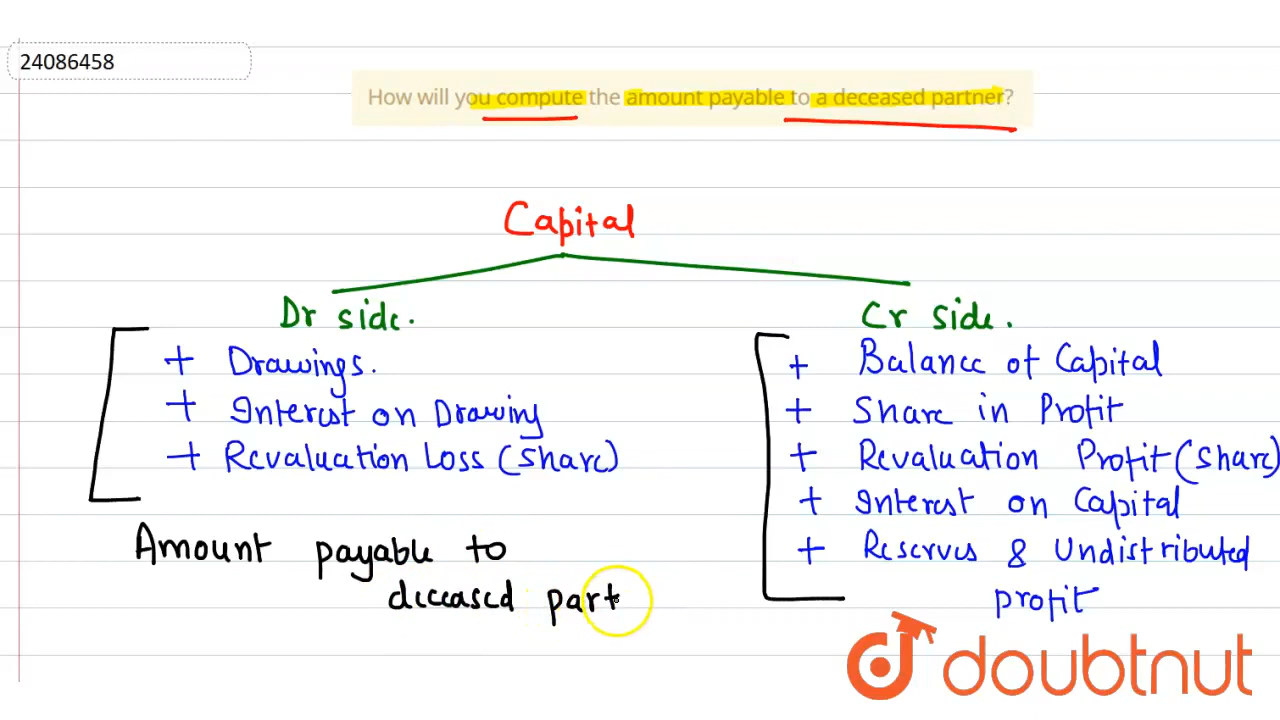 24086458
How will you compute the amount payable to a deceased partner?
Capital
Dr side.
+ Drawings.
+ Interest on Drawing
+ Revaluation Loss (Share)
Amount payable to
deceased part
Cr side.
+ Balance of Capital
+ Share in Profit
+ Revaluation Profit (Share)
+ Interest on Capital
+ Reserves & Undistributed
profit
doubtnut